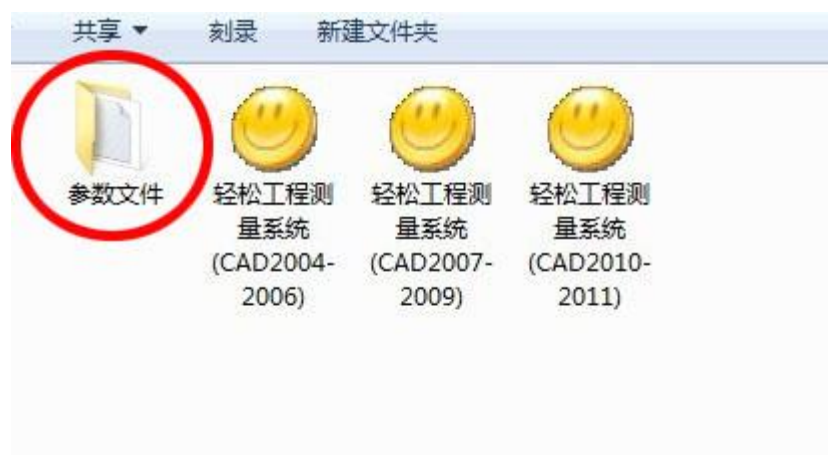 共享 刻录 新建文件夹
参数文件 轻松工程测 轻松工程测 轻松工程测
量系统 量系统 量系统
(CAD2004- (CAD2007- (CAD2010-
2006) 2009) 2011)